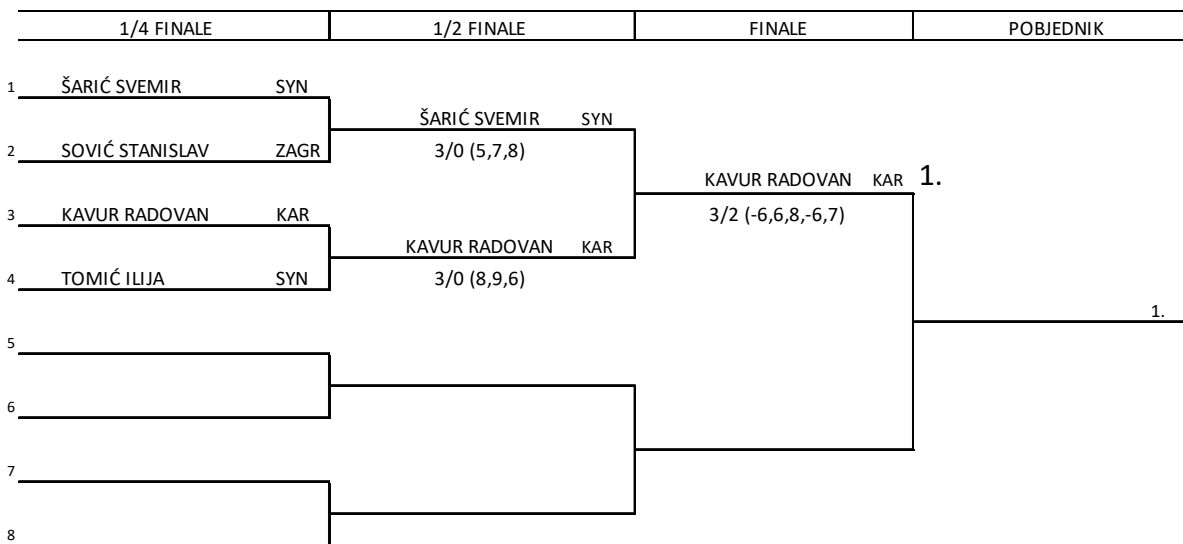 1/4 FINALE 1/2 FINALE FINALE POBJEDNIK
1 ŠARIĆ SVEMIR SYN
ŠARIĆ SVEMIR SYN
2 SOVIĆ STANISLAV ZAGR 3/0 (5,7,8)
KAVUR RADOVAN KAR 1.
3 KAVUR RADOVAN KAR 3/2 (-6,6,8,-6,7)
KAVUR RADOVAN KAR
4 TOMIĆ ILIJA SYN 3/0 (8,9,6)
1.
5
6
7
8